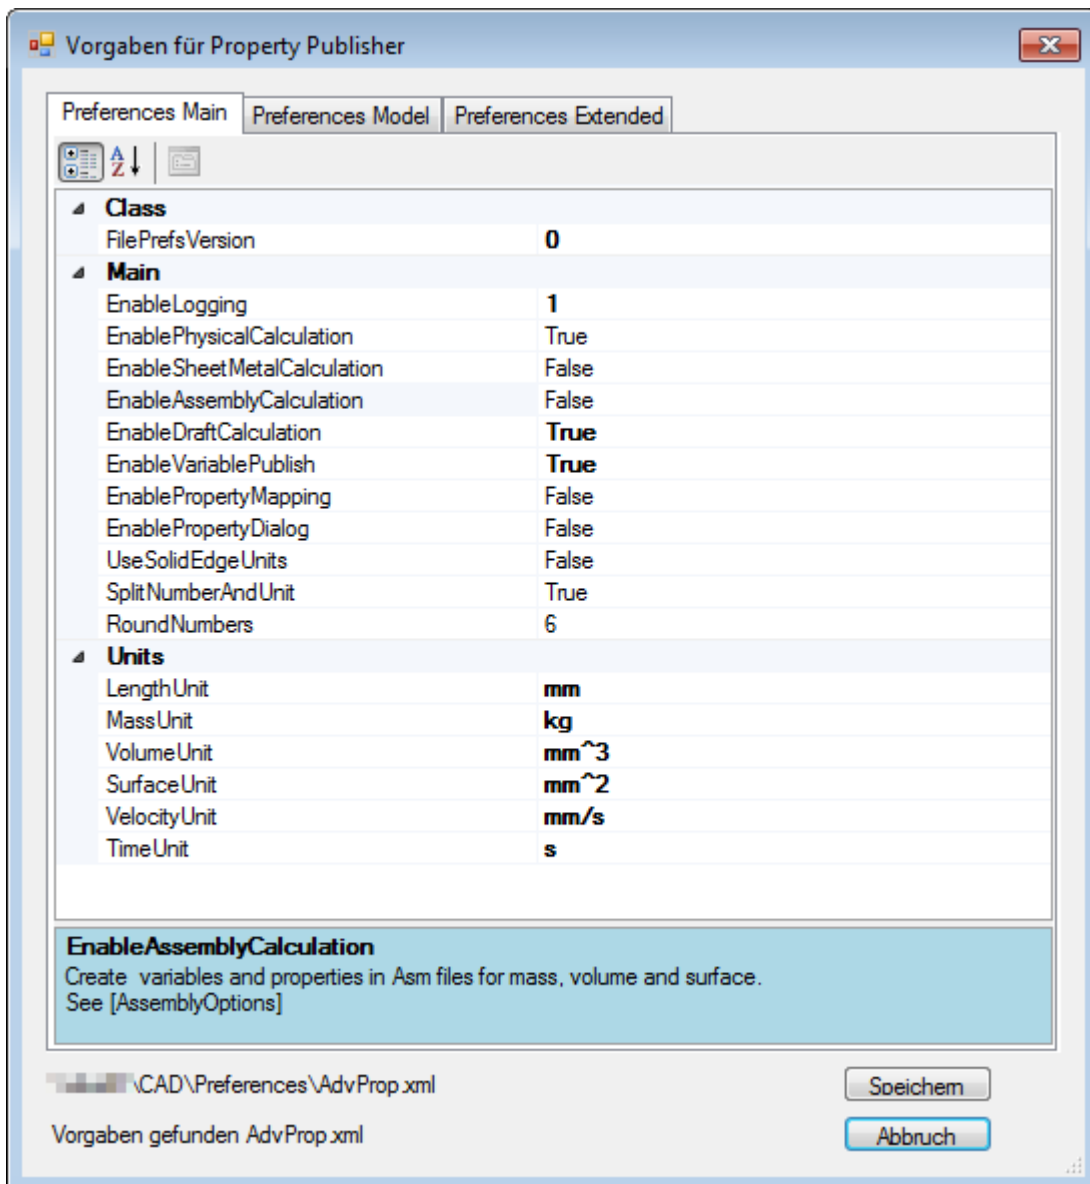 Vorgaben für Property Publisher
Preferences Main Preferences Model Preferences Extended
Class
FilePrefsVersion 0
Main
EnableLogging 1
EnablePhysicalCalculation True
EnableSheetMetalCalculation False
EnableAssemblyCalculation False
EnableDraftCalculation True
EnableVariablePublish True
EnablePropertyMapping False
EnablePropertyDialog False
UseSolidEdgeUnits False
SplitNumberAndUnit True
RoundNumbers 6
Units
LengthUnit mm
MassUnit kg
VolumeUnit mm^3
SurfaceUnit mm^2
VelocityUnit mm/s
TimeUnit s
EnableAssemblyCalculation
Create variables and properties in Asm files for mass, volume and surface.
See [AssemblyOptions]
\CAD\Preferences\AdvProp.xml Speichern
Vorgaben gefunden AdvProp.xml Abbruch